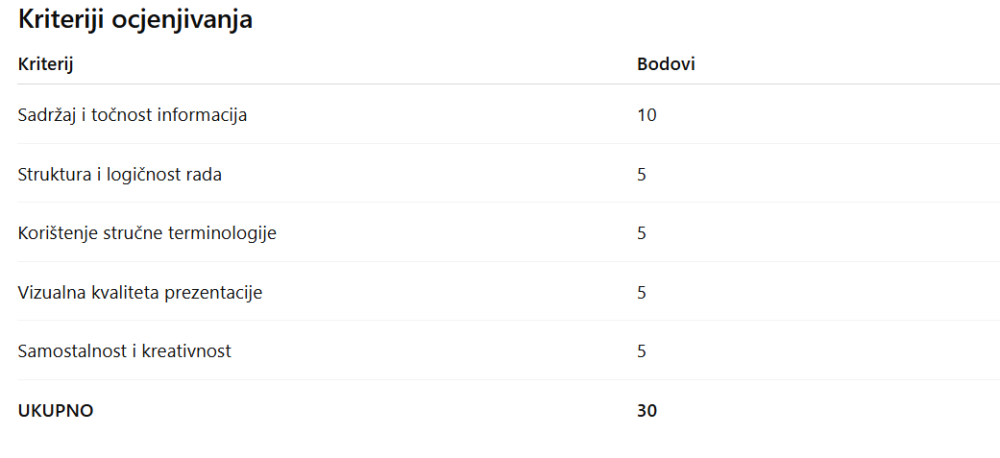 Kriteriji ocjenjivanja
Kriterij Bodovi
Sadržaj i točnost informacija 10
Struktura i logičnost rada 5
Korištenje stručne terminologije 5
Vizualna kvaliteta prezentacije 5
Samostalnost i kreativnost 5
UKUPNO 30